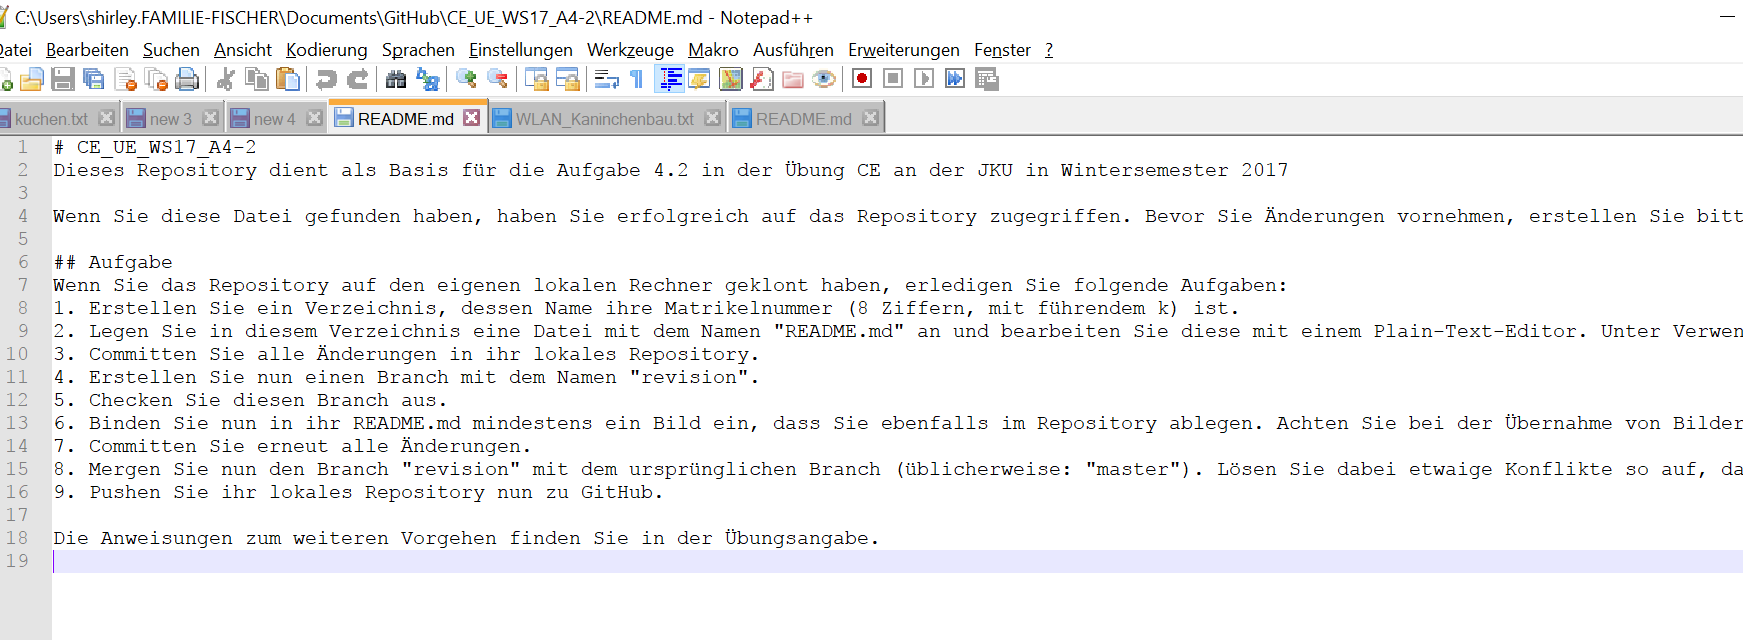 C:\Users\shirley.FAMILIE-FISCHER\Documents\GitHub\CE_UE_WS17_A4-2\README.md - Notepad++
Datei Bearbeiten Suchen Ansicht Kodierung Sprachen Einstellungen Werkzeuge Makro Ausführen Erweiterungen Fenster ?
kuchen.txt new 3 new 4 README.md WLAN_Kaninchenbau.txt README.md
1 # CE_UE_WS17_A4-2
2 Dieses Repository dient als Basis für die Aufgabe 4.2 in der Übung CE an der JKU in Wintersemester 2017
3
4 Wenn Sie diese Datei gefunden haben, haben Sie erfolgreich auf das Repository zugegriffen. Bevor Sie Änderungen vornehmen, erstellen Sie bitt
5
6 ## Aufgabe
7 Wenn Sie das Repository auf den eigenen lokalen Rechner geklont haben, erledigen Sie folgende Aufgaben:
8 1. Erstellen Sie ein Verzeichnis, dessen Name ihre Matrikelnummer (8 Ziffern, mit führendem k) ist.
9 2. Legen Sie in diesem Verzeichnis eine Datei mit dem Namen "README.md" an und bearbeiten Sie diese mit einem Plain-Text-Editor. Unter Verwen
10 3. Committen Sie alle Änderungen in ihr lokales Repository.
11 4. Erstellen Sie nun einen Branch mit dem Namen "revision".
12 5. Checken Sie diesen Branch aus.
13 6. Binden Sie nun in ihr README.md mindestens ein Bild ein, dass Sie ebenfalls im Repository ablegen. Achten Sie bei der Übernahme von Bilder
14 7. Committen Sie erneut alle Änderungen.
15 8. Mergen Sie nun den Branch "revision" mit dem ursprünglichen Branch (üblicherweise: "master"). Lösen Sie dabei etwaige Konflikte so auf, da
16 9. Pushen Sie ihr lokales Repository nun zu GitHub.
17
18 Die Anweisungen zum weiteren Vorgehen finden Sie in der Übungsangabe.
19